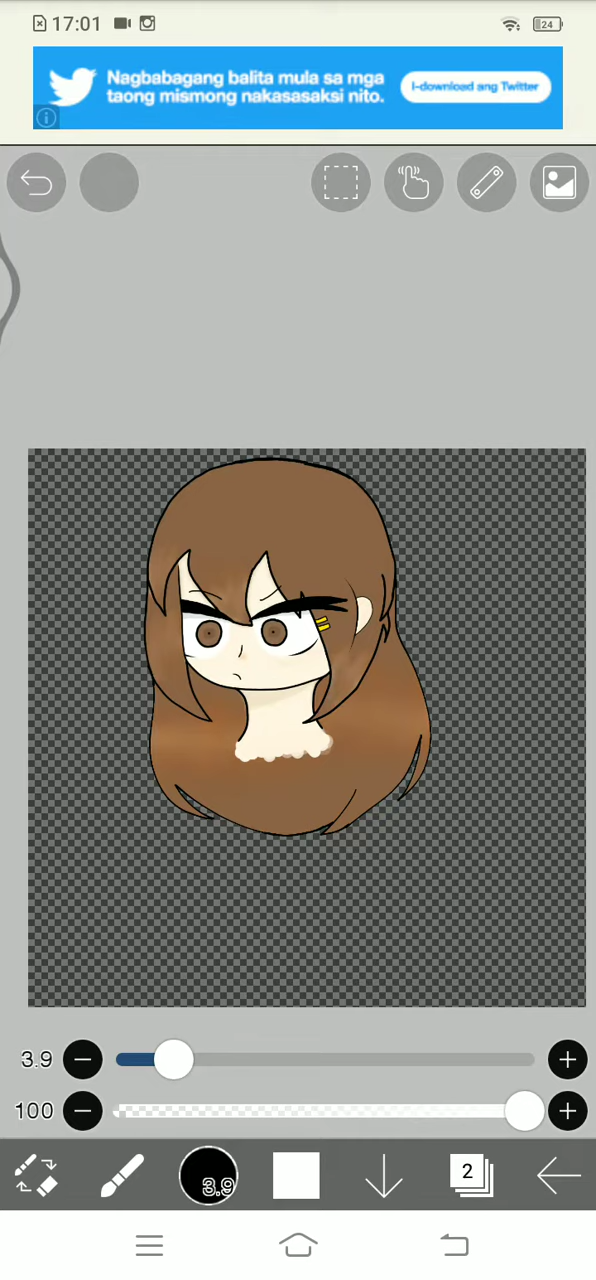 17:01
24
Nagbabagang balita mula sa mga
taong mismong nakasasaksi nito.
I-download ang Twitter
3.9
100
3.9
2